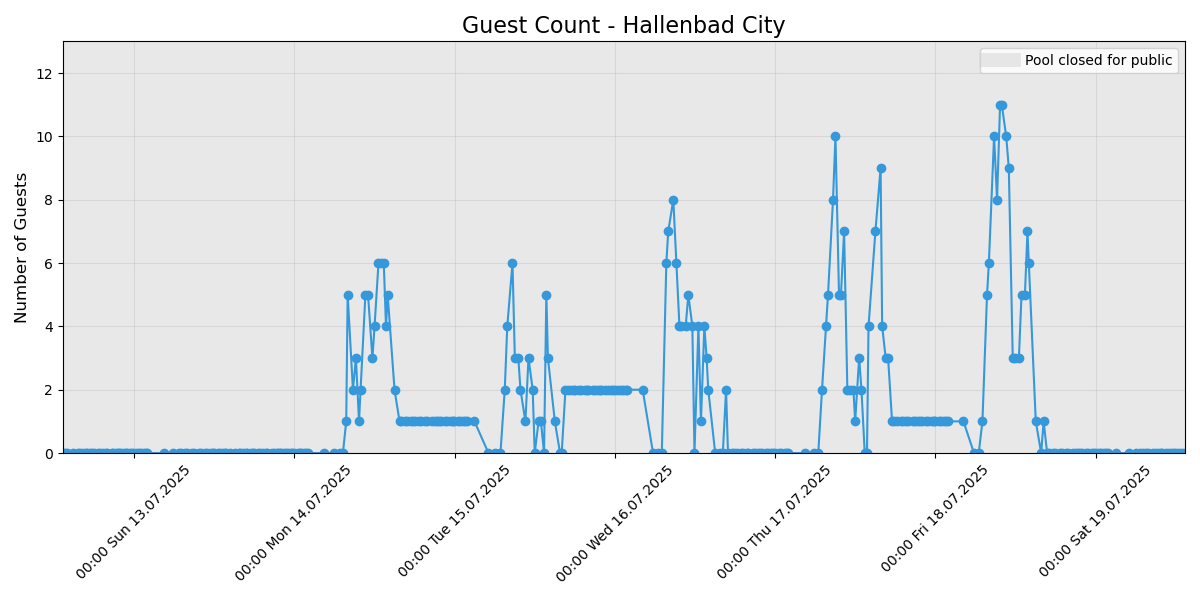 Guest Count - Hallenbad City
Pool closed for public
Number of Guests
12
10
8
6
4
2
0
00:00 Sun 13.07.2025
00:00 Mon 14.07.2025
00:00 Tue 15.07.2025
00:00 Wed 16.07.2025
00:00 Thu 17.07.2025
00:00 Fri 18.07.2025
00:00 Sat 19.07.2025